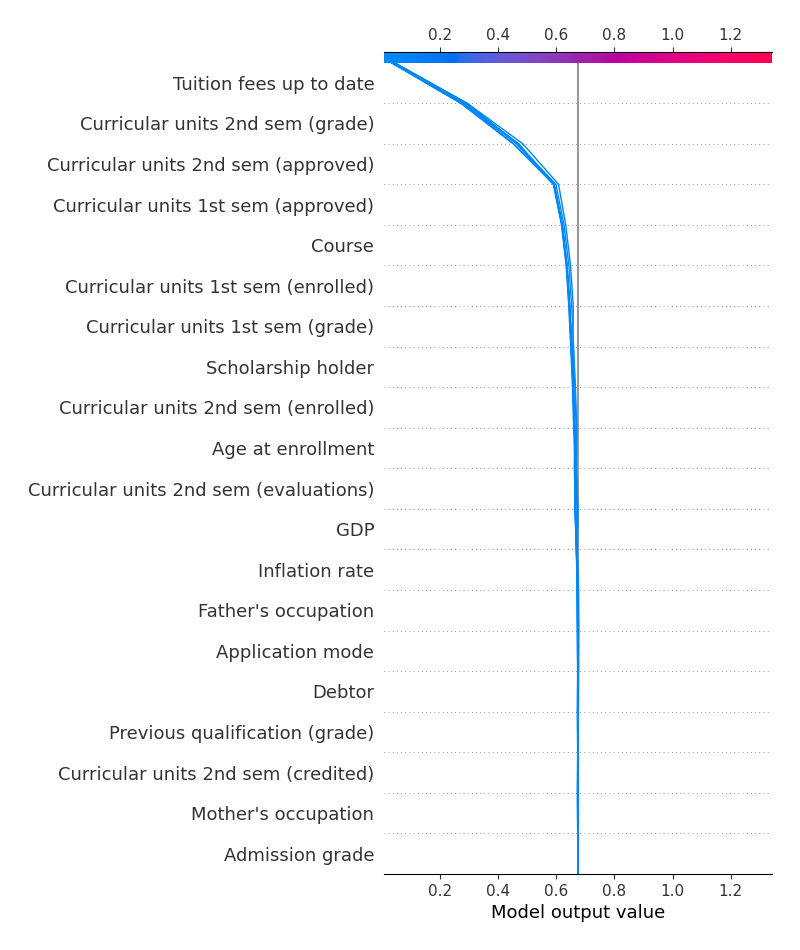 0.2 0.4 0.6 0.8 1.0 1.2
Tuition fees up to date
Curricular units 2nd sem (grade)
Curricular units 2nd sem (approved)
Curricular units 1st sem (approved)
Course
Curricular units 1st sem (enrolled)
Curricular units 1st sem (grade)
Scholarship holder
Curricular units 2nd sem (enrolled)
Age at enrollment
Curricular units 2nd sem (evaluations)
GDP
Inflation rate
Father's occupation
Application mode
Debtor
Previous qualification (grade)
Curricular units 2nd sem (credited)
Mother's occupation
Admission grade
0.2 0.4 0.6 0.8 1.0 1.2
Model output value